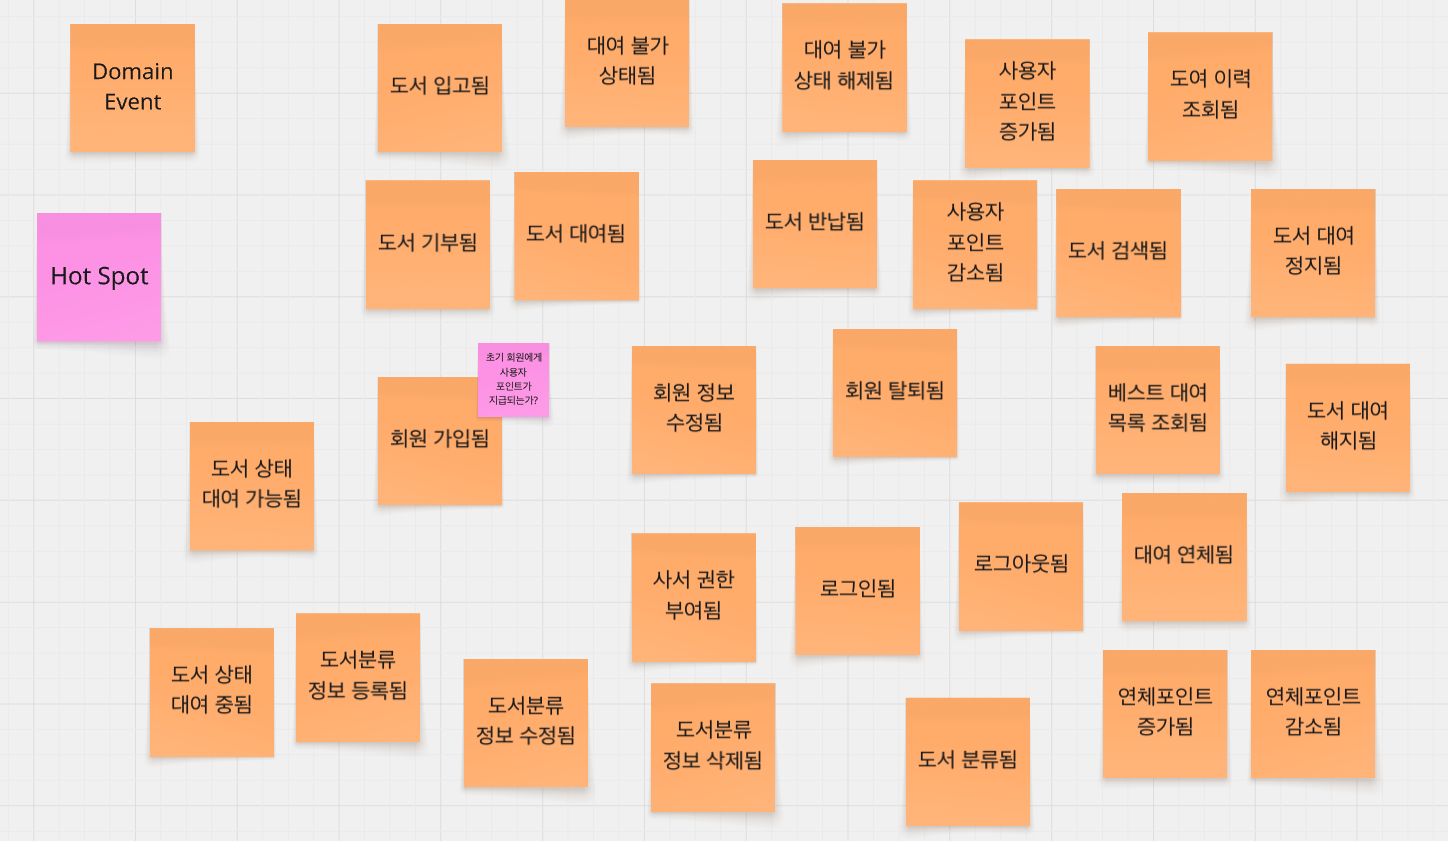 Domain
Event
도서 입고됨
대여 불가
상태됨
대여 불가
상태 해제됨
사용자
포인트
증가됨
도여 이력
조회됨
Hot Spot
도서 기부됨
도서 대여됨
도서 반납됨
사용자
포인트
감소됨
도서 검색됨
도서 대여
정지됨
초기 회원에게
사용자
포인트가
지급되는가?
회원 가입됨
회원 정보
수정됨
회원 탈퇴됨
베스트 대여
목록 조회됨
도서 대여
해지됨
도서 상태
대여 가능됨
사서 권한
부여됨
로그인됨
로그아웃됨
대여 연체됨
도서 상태
대여 중됨
도서분류
정보 등록됨
도서분류
정보 수정됨
도서분류
정보 삭제됨
도서 분류됨
연체포인트
증가됨
연체포인트
감소됨